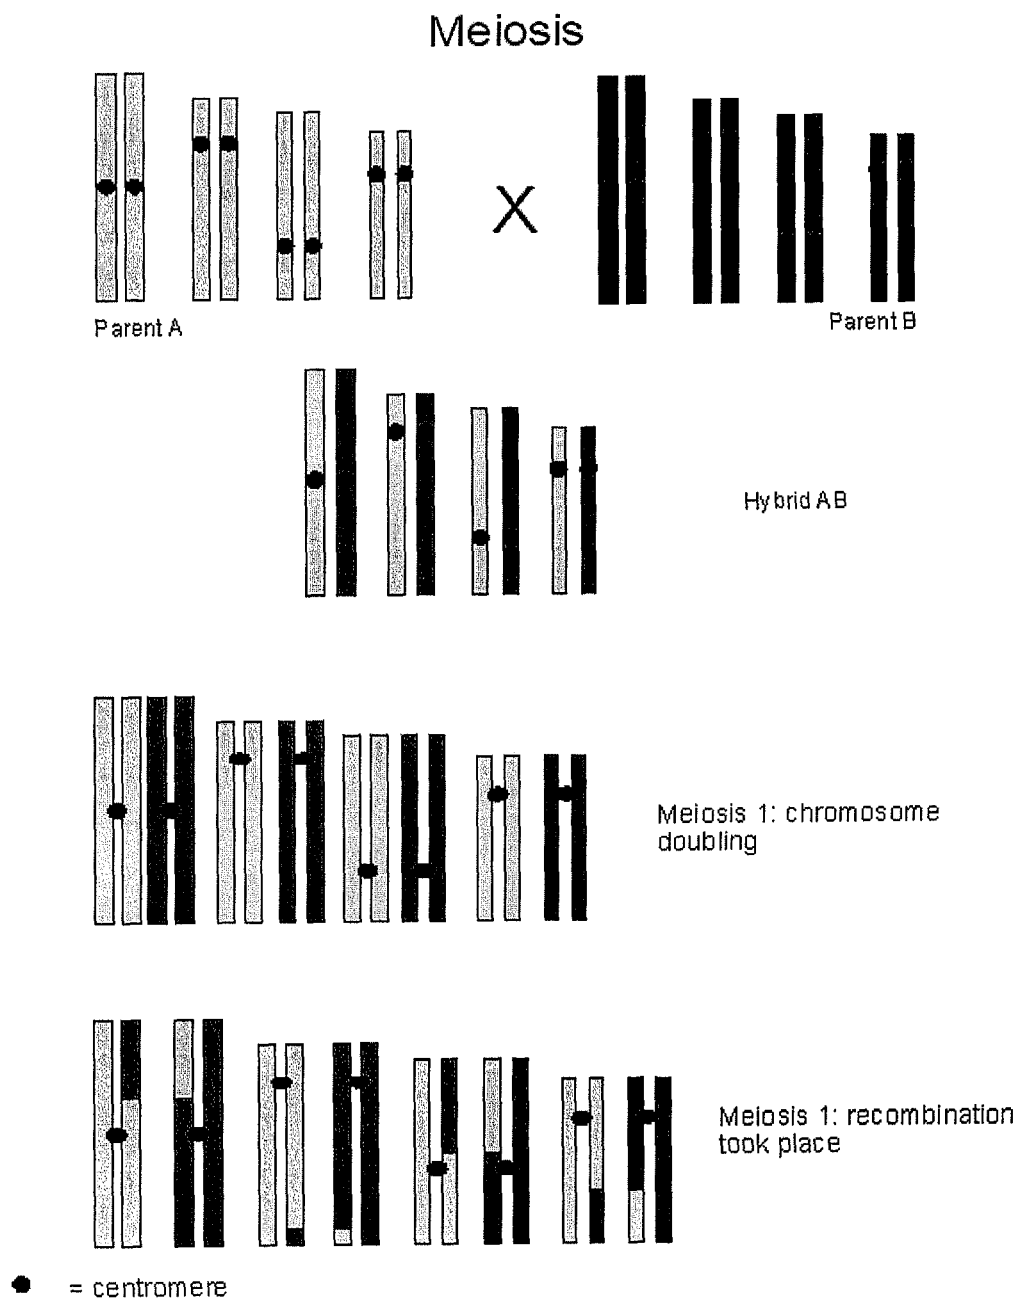 Meiosis
X
Parent A
Parent B
Hybrid AB
Meiosis 1: chromosome
doubling
Meiosis 1: recombination
took place
= centromere